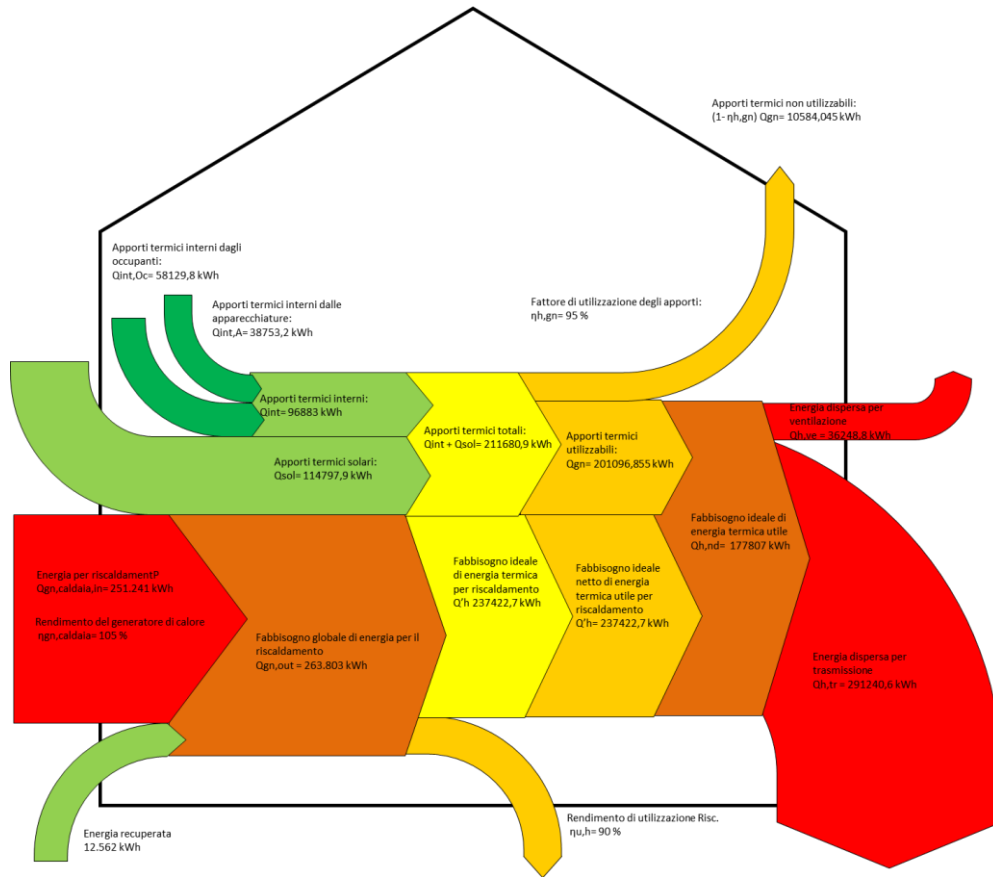 Apporti termici non utilizzabili:
(1- ηh,gn) Qgn= 10584,045 kWh
Apporti termici interni dagli
occupanti:
Qint,Oc= 58129,8 kWh
Apporti termici interni dalle
apparecchiature:
Qint,A= 38753,2 kWh
Fattore di utilizzazione degli apporti:
ηh,gn= 95 %
Apporti termici interni:
Qint= 96883 kWh
Apporti termici totali:
Qint + Qsol= 211680,9 kWh
Apporti termici
utilizzabili:
Qgn= 201096,855 kWh
Energia dispersa per
ventilazione
Qh,ve = 36248,8 kWh
Apporti termici solari:
Qsol= 114797,9 kWh
Fabbisogno ideale di
energia termica utile
Qh,nd= 177807 kWh
Energia per riscaldamentP
Qgn,caldaia,in= 251.241 kWh
Rendimento del generatore di calore
ηgn,caldaia= 105 %
Fabbisogno globale di energia per il
riscaldamento
Qgn,out = 263.803 kWh
Fabbisogno ideale
di energia termica
per riscaldamento
Q'h 237422,7 kWh
Fabbisogno ideale
netto di energia
termica utile per
riscaldamento
Q'h= 237422,7 kWh
Energia dispersa per
trasmissione
Qh,tr = 291240,6 kWh
Energia recuperata
12.562 kWh
Rendimento di utilizzazione Risc.
ηu,h= 90 %